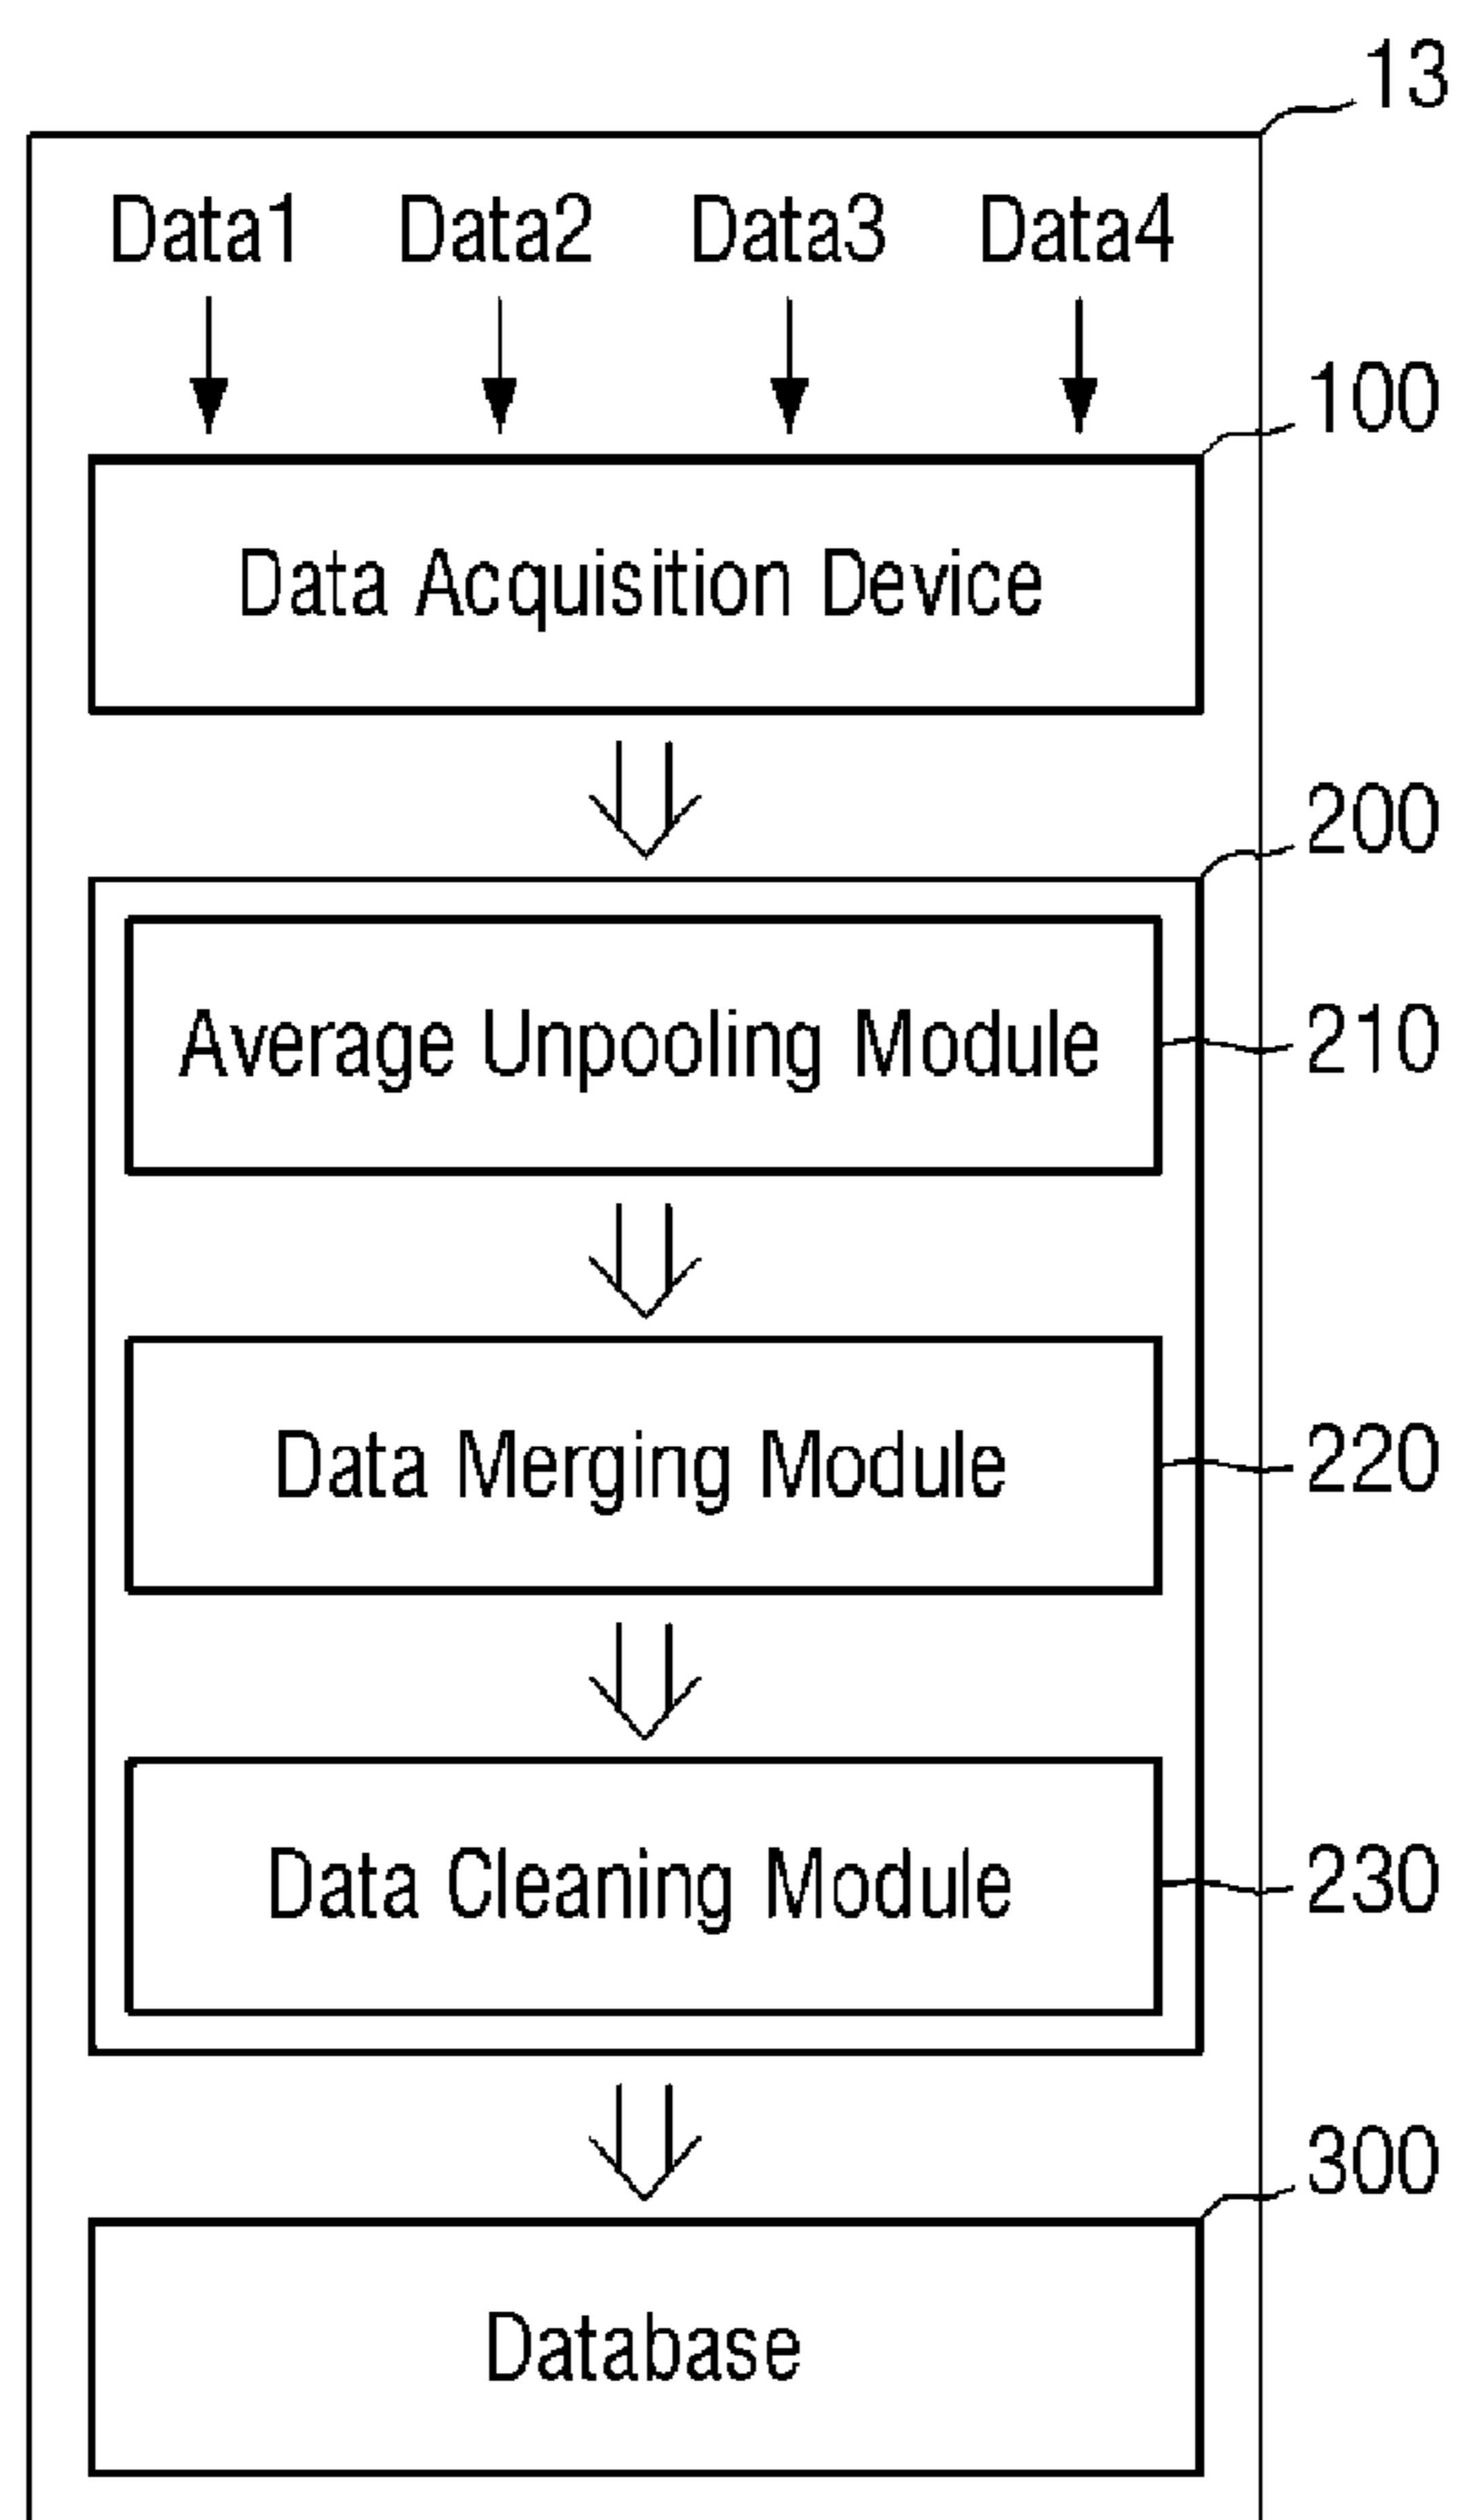 13
Data1 Data2 Data3 Data4
100
Data Acquisition Device
200
Average Unpooling Module
210
Data Merging Module
220
Data Cleaning Module
230
300
Database